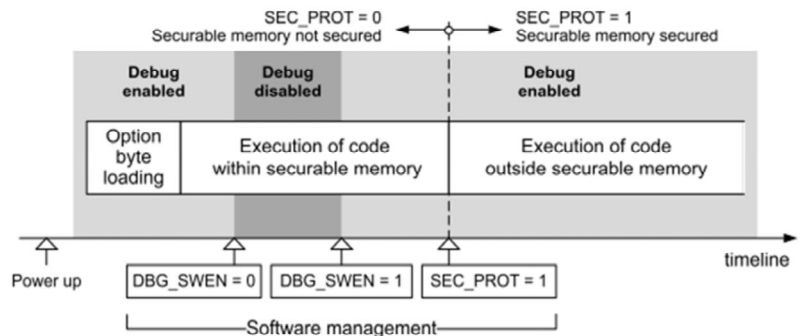 SEC_PROT = 0
Securable memory not secured
SEC_PROT = 1
Securable memory secured
Debug
enabled
Debug
disabled
Debug
enabled
Option
byte
loading
Execution of code
within securable memory
Execution of code
outside securable memory
timeline
Power up
DBG_SWEN = 0
DBG_SWEN = 1
SEC_PROT = 1
Software management